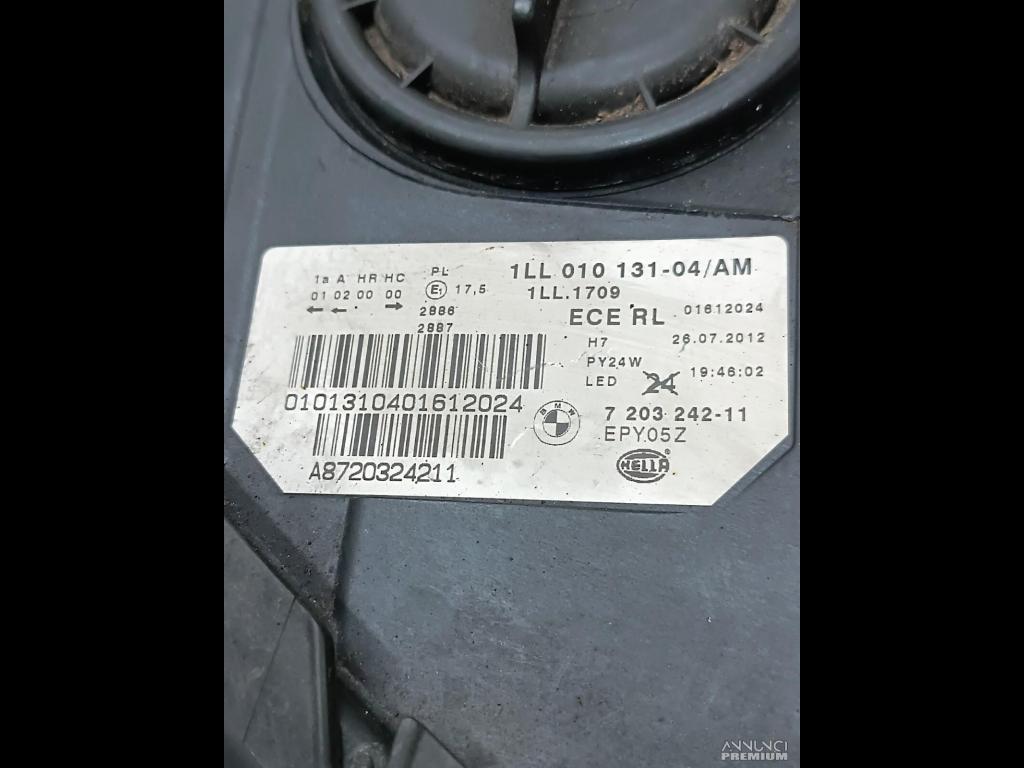 1LL 010 131-04/AM
1a A HR HC PL
01 02 00 00 E1 17,5
1LL.1709
← ← →
2886
ECE RL 01612024
2887
H7 26.07.2012
PY24W
LED 24 19:46:02
0101310401612024
BMW
7 203 242-11
EPY05Z
HELLA
A8720324211
ANNUNCI
PREMIUM